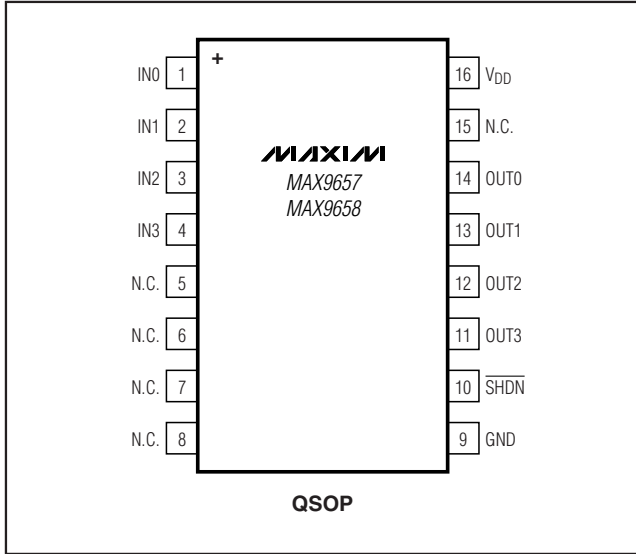 +
IN0 1
IN1 2
IN2 3
IN3 4
N.C. 5
N.C. 6
N.C. 7
N.C. 8
MAXIM
MAX9657
MAX9658
16 VDD
15 N.C.
14 OUT0
13 OUT1
12 OUT2
11 OUT3
10 S̅H̅D̅N̅
9 GND
QSOP